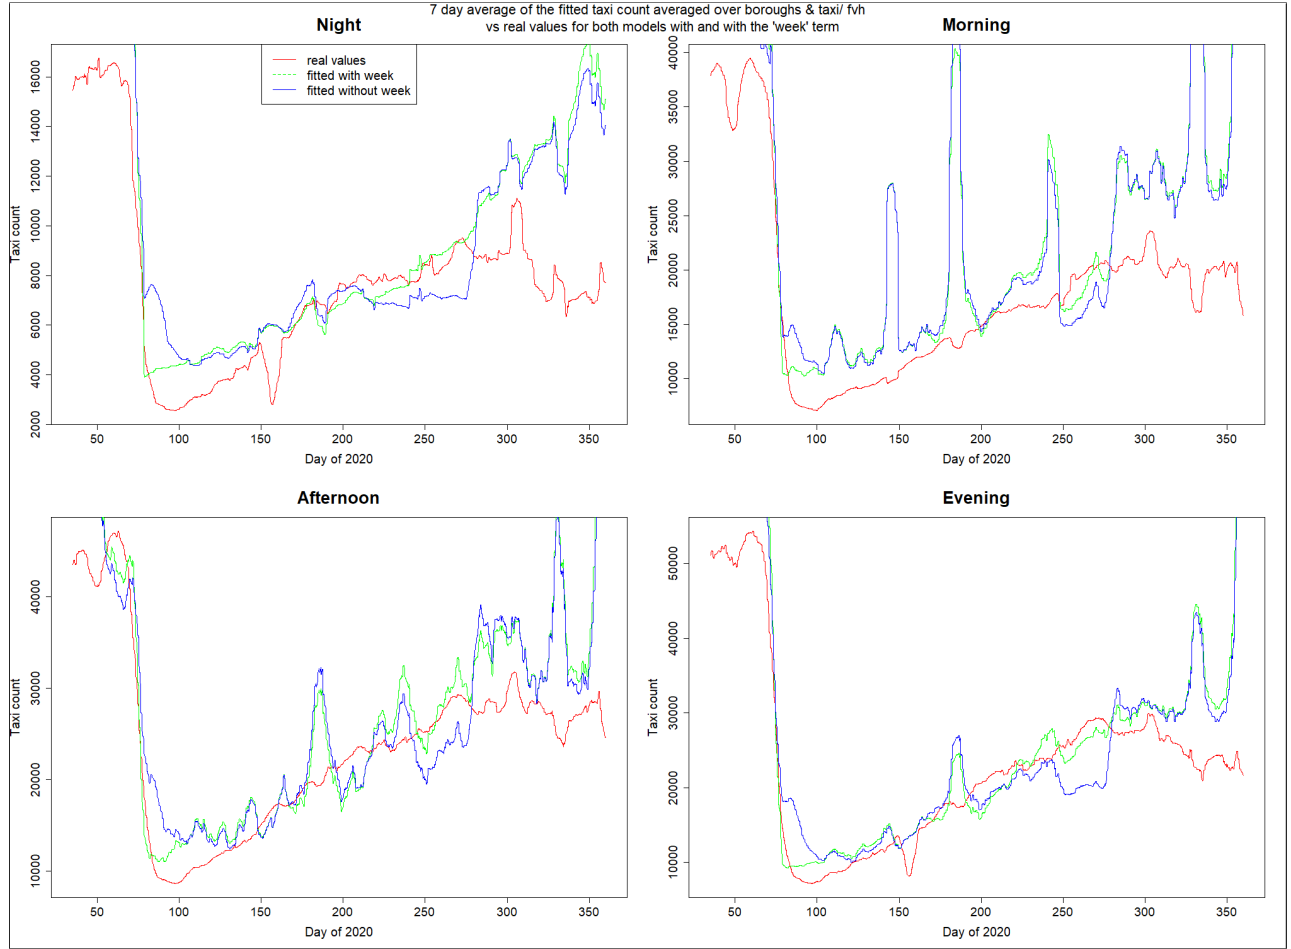 7 day average of the fitted taxi count averaged over boroughs & taxi/ fvh
vs real values for both models with and with the 'week' term
Night
Taxi count
16000
14000
12000
10000
8000
6000
4000
2000
real values
fitted with week
fitted without week
50 100 150 200 250 300 350
Day of 2020
Morning
Taxi count
40000
35000
30000
25000
20000
15000
10000
50 100 150 200 250 300 350
Day of 2020
Afternoon
Taxi count
40000
30000
20000
10000
50 100 150 200 250 300 350
Day of 2020
Evening
Taxi count
50000
40000
30000
20000
10000
50 100 150 200 250 300 350
Day of 2020